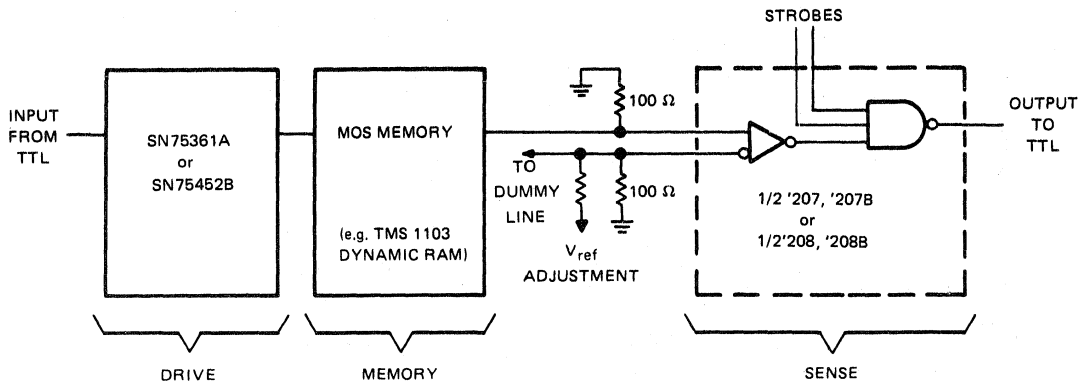 STROBES
INPUT
FROM
TTL
SN75361A
or
SN75452B
MOS MEMORY
(e.g. TMS 1103
DYNAMIC RAM)
100 Ω
TO
DUMMY
LINE
100 Ω
Vref
ADJUSTMENT
1/2 '207, '207B
or
1/2'208, '208B
OUTPUT
TO
TTL
DRIVE
MEMORY
SENSE